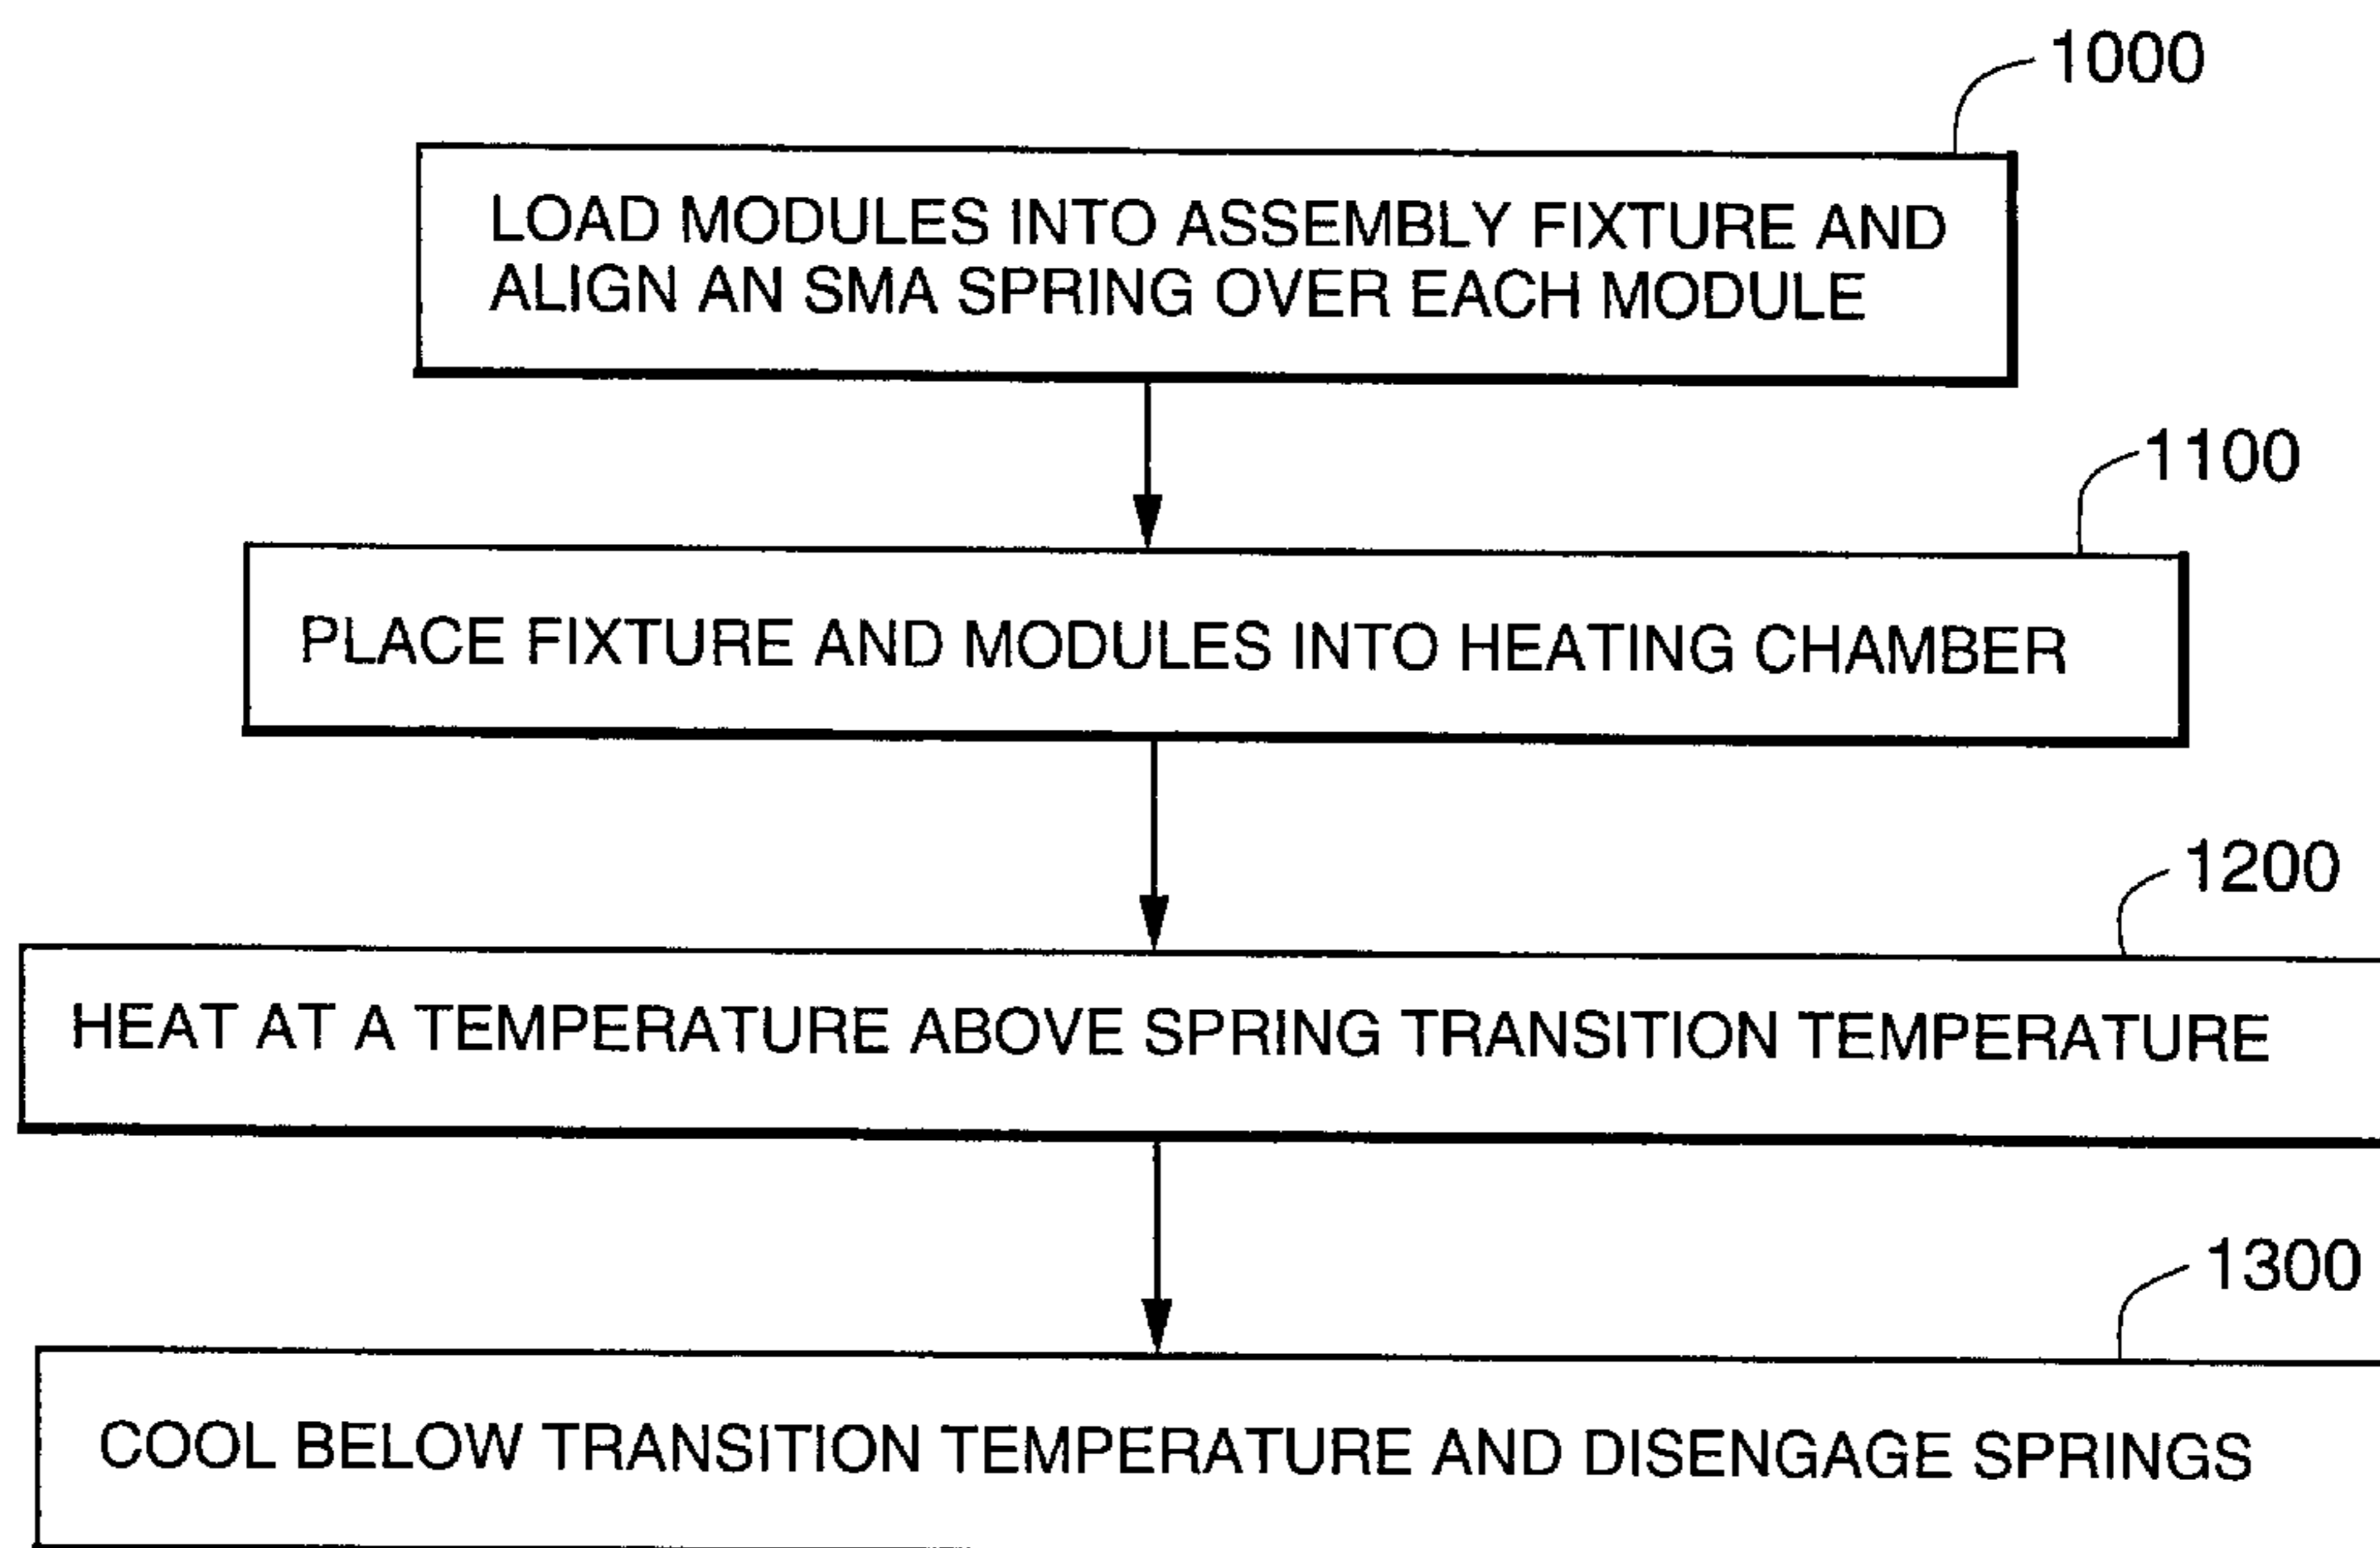 1000
LOAD MODULES INTO ASSEMBLY FIXTURE AND
ALIGN AN SMA SPRING OVER EACH MODULE
1100
PLACE FIXTURE AND MODULES INTO HEATING CHAMBER
1200
HEAT AT A TEMPERATURE ABOVE SPRING TRANSITION TEMPERATURE
1300
COOL BELOW TRANSITION TEMPERATURE AND DISENGAGE SPRINGS